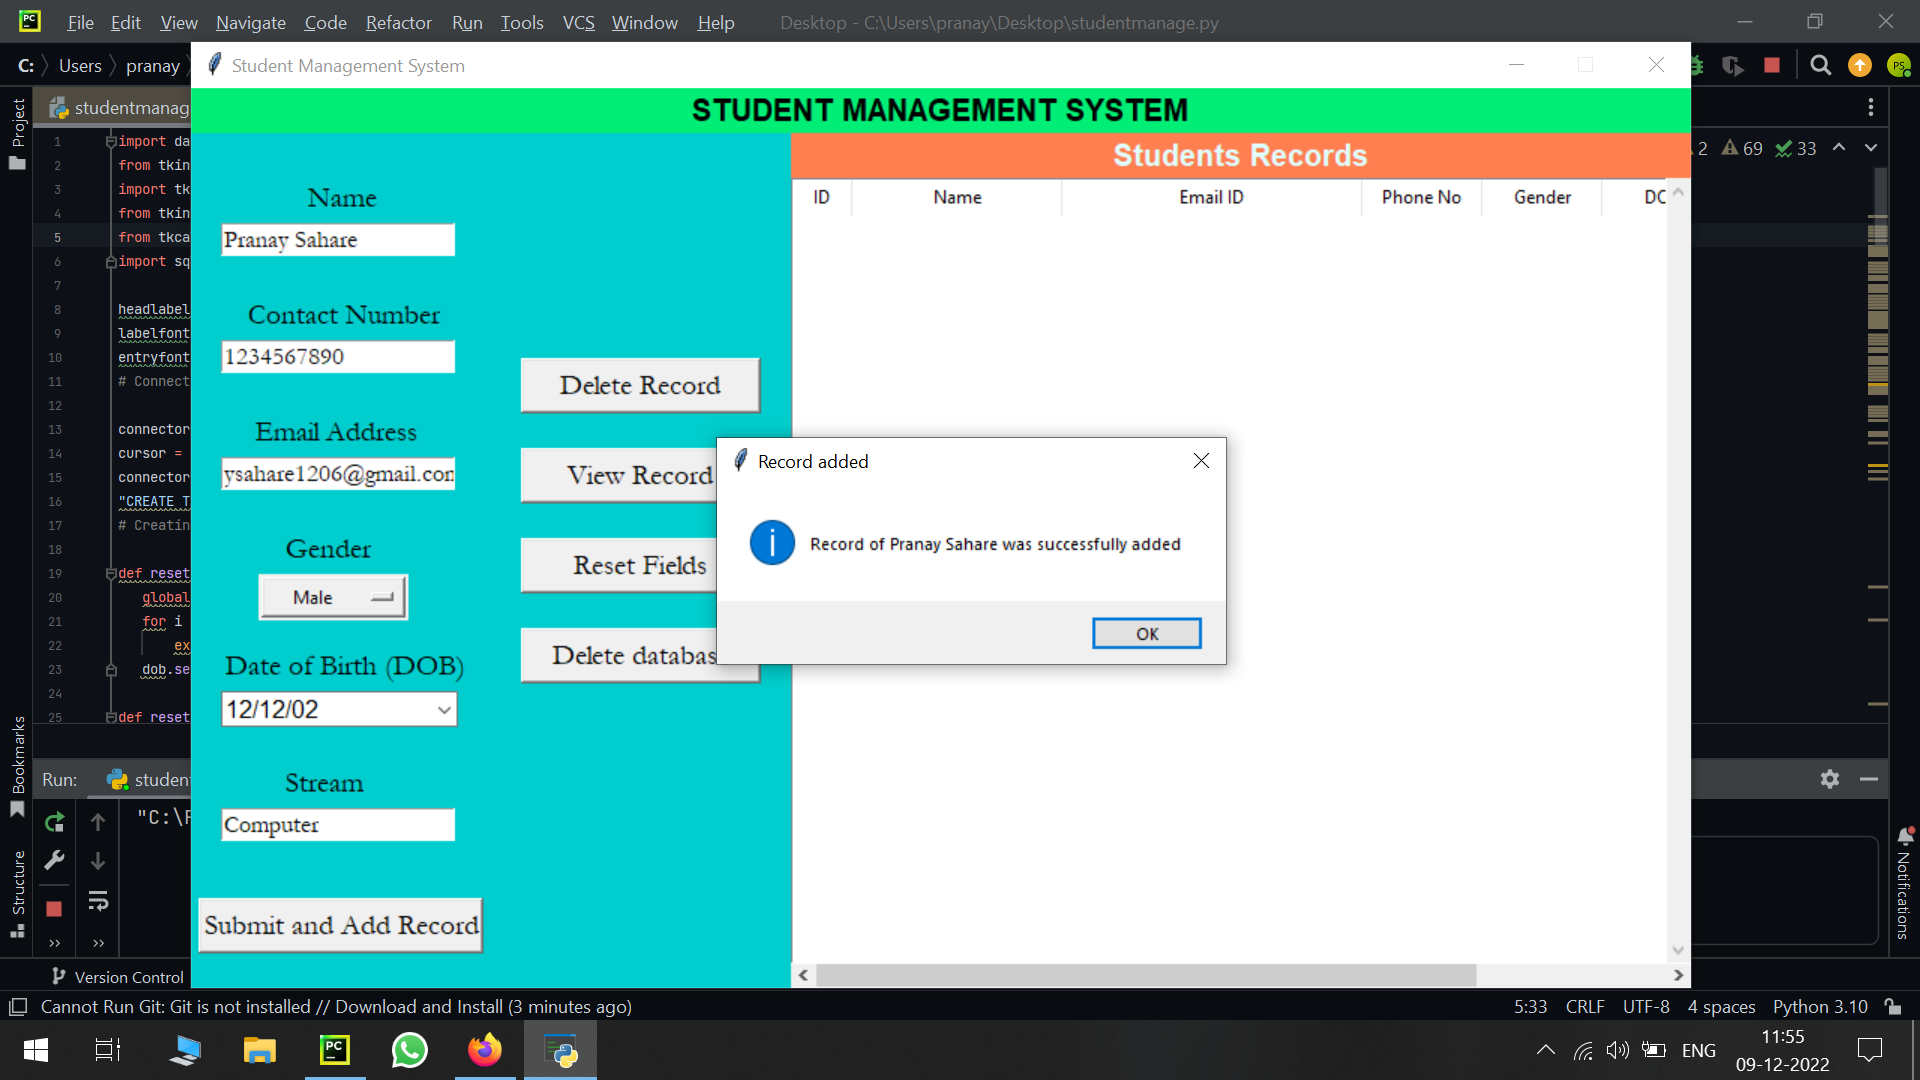 File Edit View Navigate Code Refactor Run Tools VCS Window Help Desktop - C:\Users\pranay\Desktop\studentmanage.py
C: Users pranay
Student Management System
Project
studentmanag
STUDENT MANAGEMENT SYSTEM
Students Records
2 69 33
ID Name Email ID Phone No Gender DO
1 import da
2 from tkin
3 import tk
4 from tkin
5 from tkca
6 import sq
7
8 headlabel
9 labelfont
10 entryfont
11 # Connect
12
13 connector
14 cursor =
15 connector
16 "CREATE T
17 # Creatin
18
19 def reset
20 global
21 for i
22 ex
23 dob.se
24
25 def reset
Name
Pranay Sahare
Contact Number
1234567890
Email Address
ysahare1206@gmail.con
Gender
Male
Date of Birth (DOB)
12/12/02
Stream
Computer
Submit and Add Record
Delete Record
View Record
Reset Fields
Delete databas
Record added
Record of Pranay Sahare was successfully added
OK
Bookmarks
Structure
Notifications
Run: student
"C:\P
Version Control
Cannot Run Git: Git is not installed // Download and Install (3 minutes ago) 5:33 CRLF UTF-8 4 spaces Python 3.10
ENG
11:55
09-12-2022
PC
PS